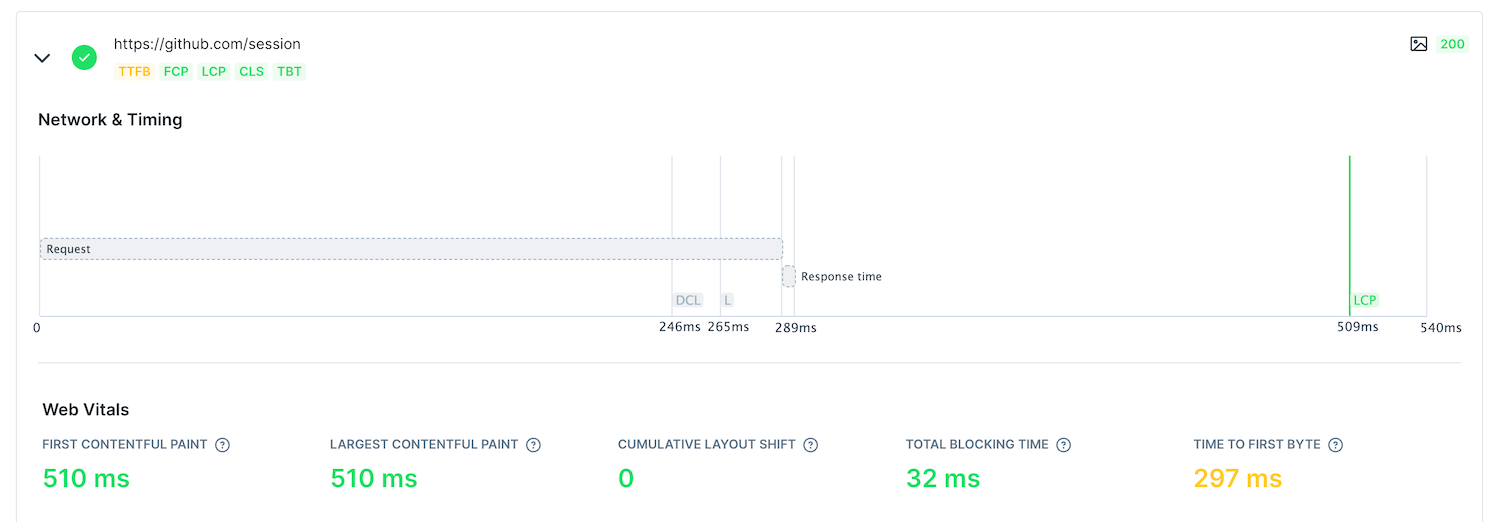 https://github.com/session
200
TTFB FCP LCP CLS TBT
Network & Timing
Request
Response time
DCL L LCP
0 246ms 265ms 289ms 509ms 540ms
Web Vitals
FIRST CONTENTFUL PAINT ? LARGEST CONTENTFUL PAINT ? CUMULATIVE LAYOUT SHIFT ? TOTAL BLOCKING TIME ? TIME TO FIRST BYTE ?
510 ms 510 ms 0 32 ms 297 ms